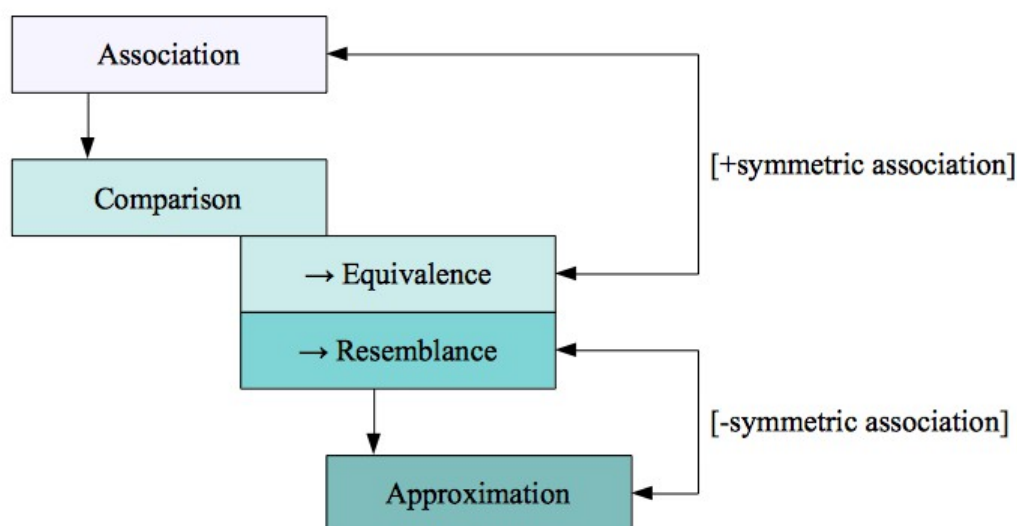 Association
[+symmetric association]
Comparison
→ Equivalence
→ Resemblance
[-symmetric association]
Approximation